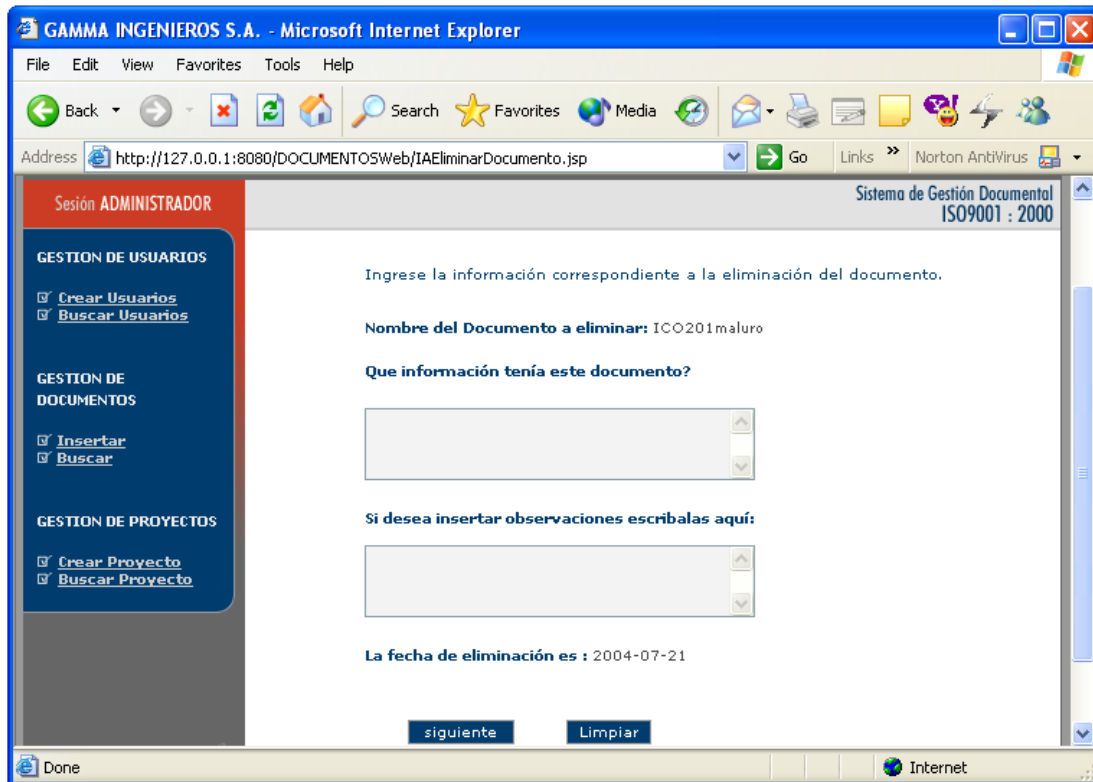 GAMMA INGENIEROS S.A. - Microsoft Internet Explorer
File Edit View Favorites Tools Help
Back Search Favorites Media
Address http://127.0.0.1:8080/DOCUMENTOSWeb/IAEliminarDocumento.jsp Go Links » Norton AntiVirus
Sesión ADMINISTRADOR
Sistema de Gestión Documental
ISO9001 : 2000
GESTION DE USUARIOS
Crear Usuarios
Buscar Usuarios
GESTION DE
DOCUMENTOS
Insertar
Buscar
GESTION DE PROYECTOS
Crear Proyecto
Buscar Proyecto
Ingrese la información correspondiente a la eliminación del documento.
Nombre del Documento a eliminar: ICO201maluro
Que información tenía este documento?
Si desea insertar observaciones escribalas aquí:
La fecha de eliminación es : 2004-07-21
siguiente Limpiar
Done Internet